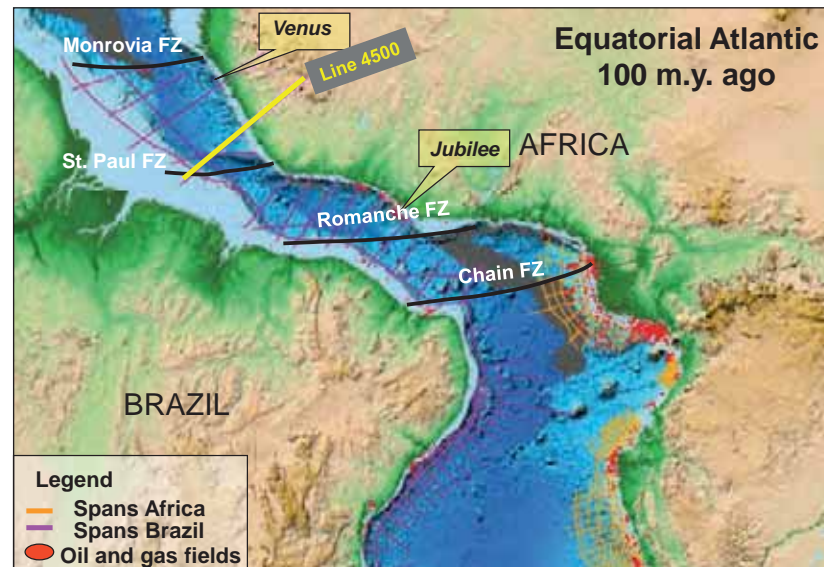 Monrovia FZ
Venus
Equatorial Atlantic
100 m.y. ago
Line 4500
St. Paul FZ
Jubilee
AFRICA
Romanche FZ
Chain FZ
BRAZIL
Legend
Spans Africa
Spans Brazil
Oil and gas fields